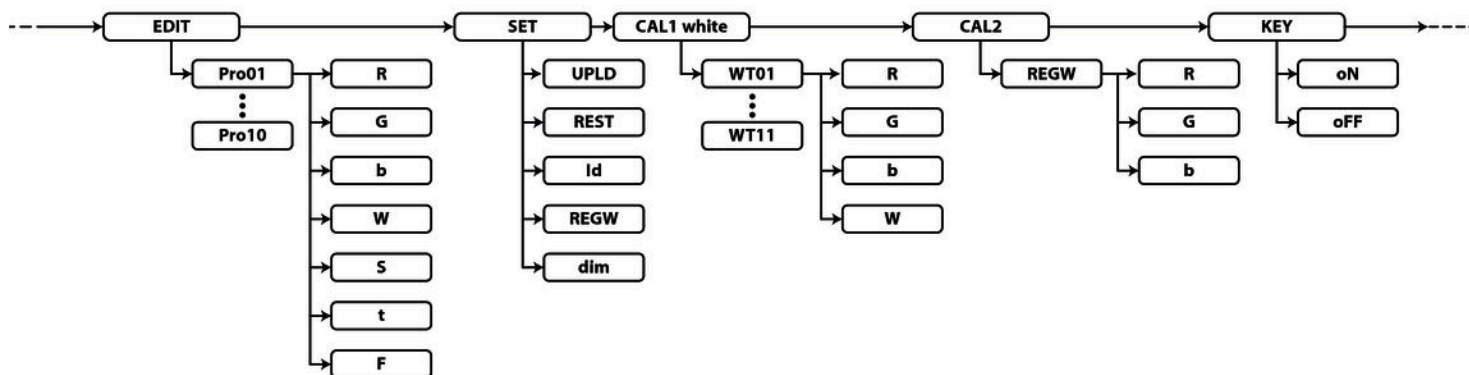 EDIT SET CAL1 white CAL2 KEY
Pro01 R UPLD WT01 R REGW R oN
G REST G G oFF
Pro10 WT11
b Id b b
W REGW W
S dim
t
F